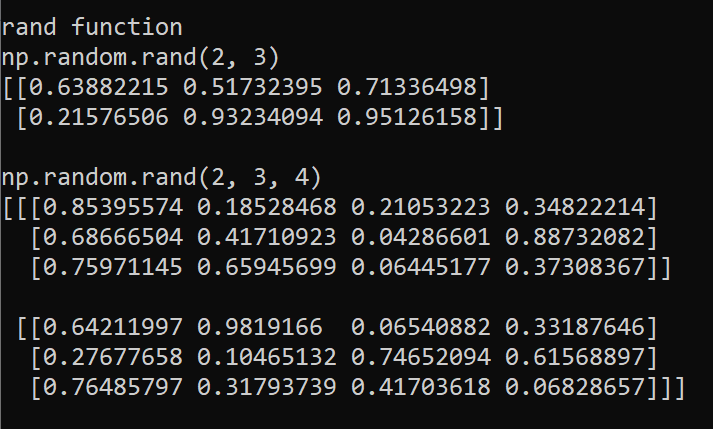 rand function
np.random.rand(2, 3)
[[0.63882215 0.51732395 0.71336498]
 [0.21576506 0.93234094 0.95126158]]

np.random.rand(2, 3, 4)
[[[0.85395574 0.18528468 0.21053223 0.34822214]
  [0.68666504 0.41710923 0.04286601 0.88732082]
  [0.75971145 0.65945699 0.06445177 0.37308367]]

 [[0.64211997 0.9819166  0.06540882 0.33187646]
  [0.27677658 0.10465132 0.74652094 0.61568897]
  [0.76485797 0.31793739 0.41703618 0.06828657]]]